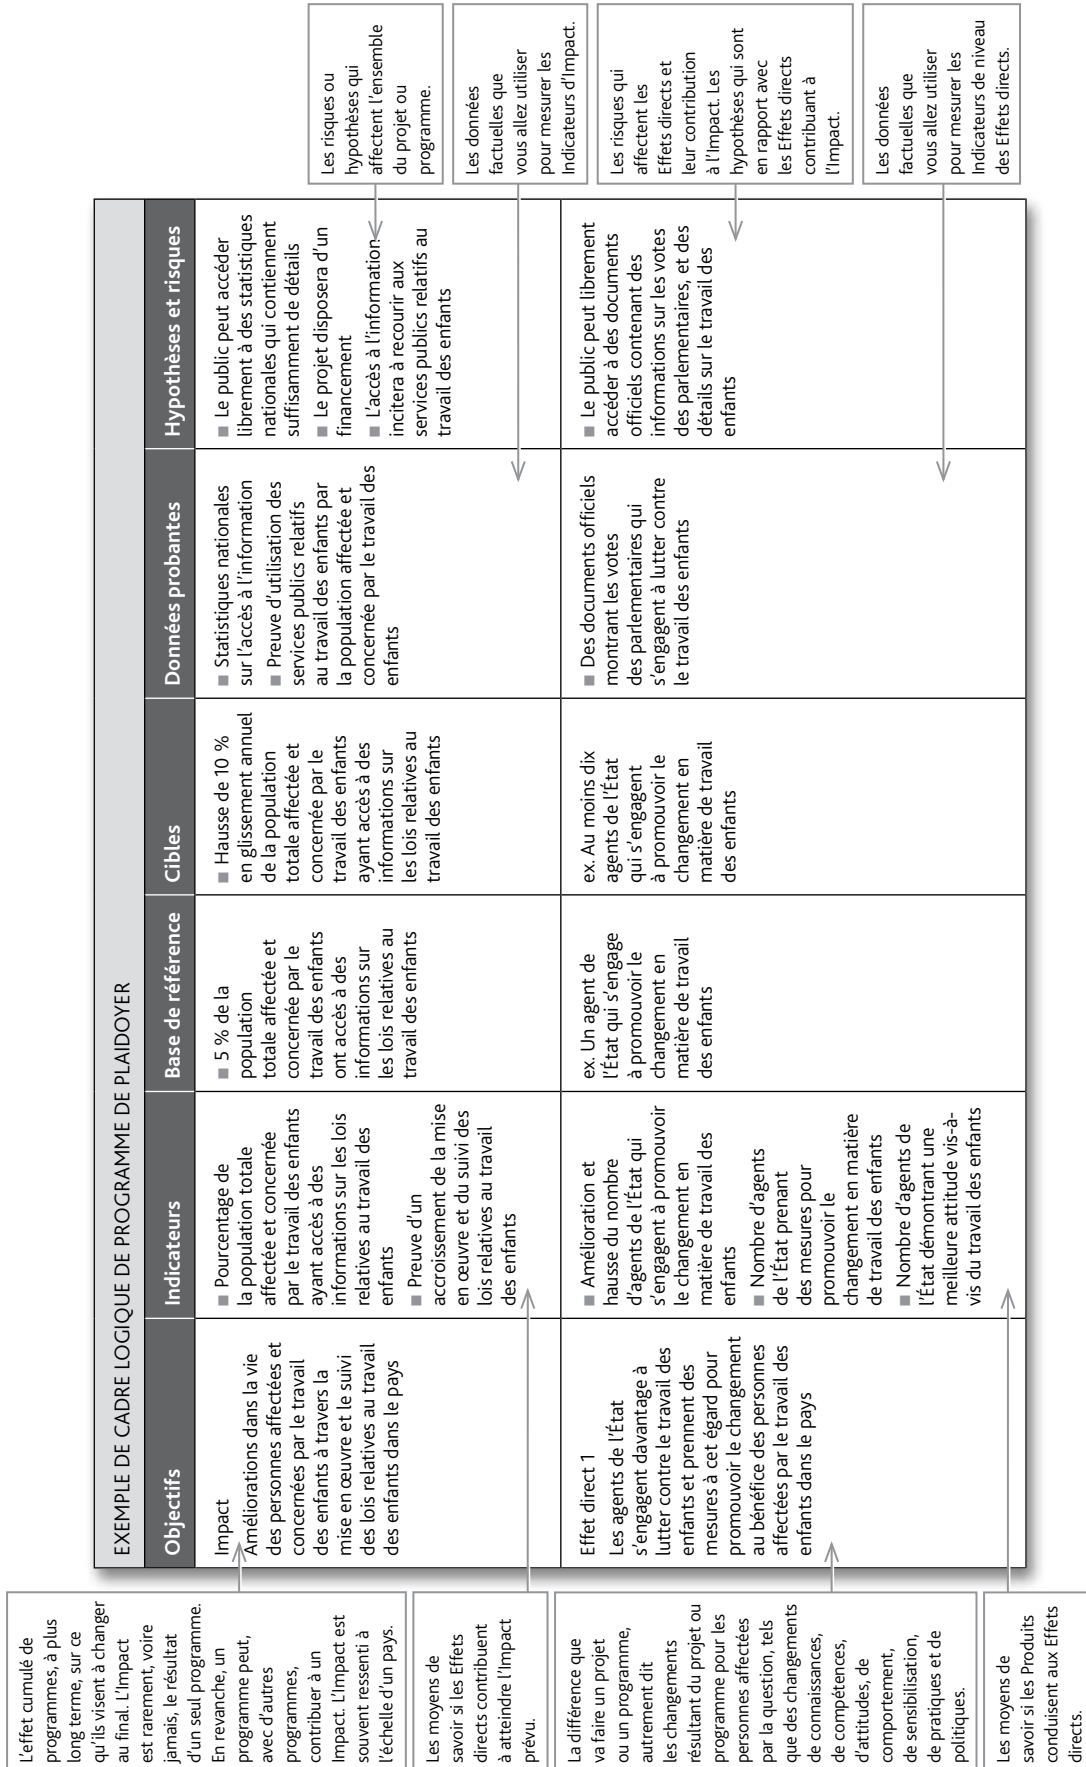 L'effet cumulé de
programmes, à plus
long terme, sur ce
qu'ils visent à changer
au final. L'Impact
est rarement, voire
jamais, le résultat
d'un seul programme.
En revanche, un
programme peut,
avec d'autres
programmes,
contribuer à un
Impact. L'Impact est
souvent ressenti à
l'échelle d'un pays.
Les moyens de
savoir si les Effets
directs contribuent
à atteindre l'Impact
prévu.
La différence que
va faire un projet
ou un programme,
autrement dit
les changements
résultant du projet ou
programme pour les
personnes affectées
par la question, tels
que des changements
de connaissances,
de compétences,
d'attitudes, de
comportement,
de sensibilisation,
de pratiques et de
politiques.
Les moyens de
savoir si les Produits
conduisent aux Effets
directs.
EXEMPLE DE CADRE LOGIQUE DE PROGRAMME DE PLAIDOYER
Objectifs
Indicateurs
Base de référence
Cibles
Données probantes
Hypothèses et risques
Impact
Améliorations dans la vie
des personnes affectées et
concernées par le travail
des enfants à travers la
mise en œuvre et le suivi
des lois relatives au travail
des enfants dans le pays
■ Pourcentage de
la population totale
affectée et concernée
par le travail des enfants
ayant accès à des
informations sur les lois
relatives au travail des
enfants
■ Preuve d'un
accroissement de la mise
en œuvre et du suivi des
lois relatives au travail
des enfants
■ 5 % de la
population
totale affectée et
concernée par le
travail des enfants
ont accès à des
informations sur
les lois relatives au
travail des enfants
■ Hausse de 10 %
en glissement annuel
de la population
totale affectée et
concernée par le
travail des enfants
ayant accès à des
informations sur
les lois relatives au
travail des enfants
■ Statistiques nationales
sur l'accès à l'information
■ Preuve d'utilisation des
services publics relatifs
au travail des enfants par
la population affectée et
concernée par le travail des
enfants
■ Le public peut accéder
librement à des statistiques
nationales qui contiennent
suffisamment de détails
■ Le projet disposera d'un
financement
■ L'accès à l'information
incitera à recourir aux
services publics relatifs au
travail des enfants
Effet direct 1
Les agents de l'État
s'engagent davantage à
lutter contre le travail des
enfants et prennent des
mesures à cet égard pour
promouvoir le changement
au bénéfice des personnes
affectées par le travail des
enfants dans le pays
■ Amélioration et
hausse du nombre
d'agents de l'État qui
s'engagent à promouvoir
le changement en
matière de travail des
enfants
■ Nombre d'agents
de l'État prenant
des mesures pour
promouvoir le
changement en matière
de travail des enfants
■ Nombre d'agents de
l'État démontrant une
meilleure attitude vis-à-
vis du travail des enfants
ex. Un agent de
l'État qui s'engage
à promouvoir le
changement en
matière de travail
des enfants
ex. Au moins dix
agents de l'État
qui s'engagent
à promouvoir le
changement en
matière de travail
des enfants
■ Des documents officiels
montrant les votes
des parlementaires qui
s'engagent à lutter contre
le travail des enfants
■ Le public peut librement
accéder à des documents
officiels contenant des
informations sur les votes
des parlementaires, et des
détails sur le travail des
enfants
Les risques ou
hypothèses qui
affectent l'ensemble
du projet ou
programme.
Les données
factuelles que
vous allez utiliser
pour mesurer les
Indicateurs d'Impact.
Les risques qui
affectent les
Effets directs et
leur contribution
à l'Impact. Les
hypothèses qui sont
en rapport avec
les Effets directs
contribuant à
l'Impact.
Les données
factuelles que
vous allez utiliser
pour mesurer les
Indicateurs de niveau
des Effets directs.